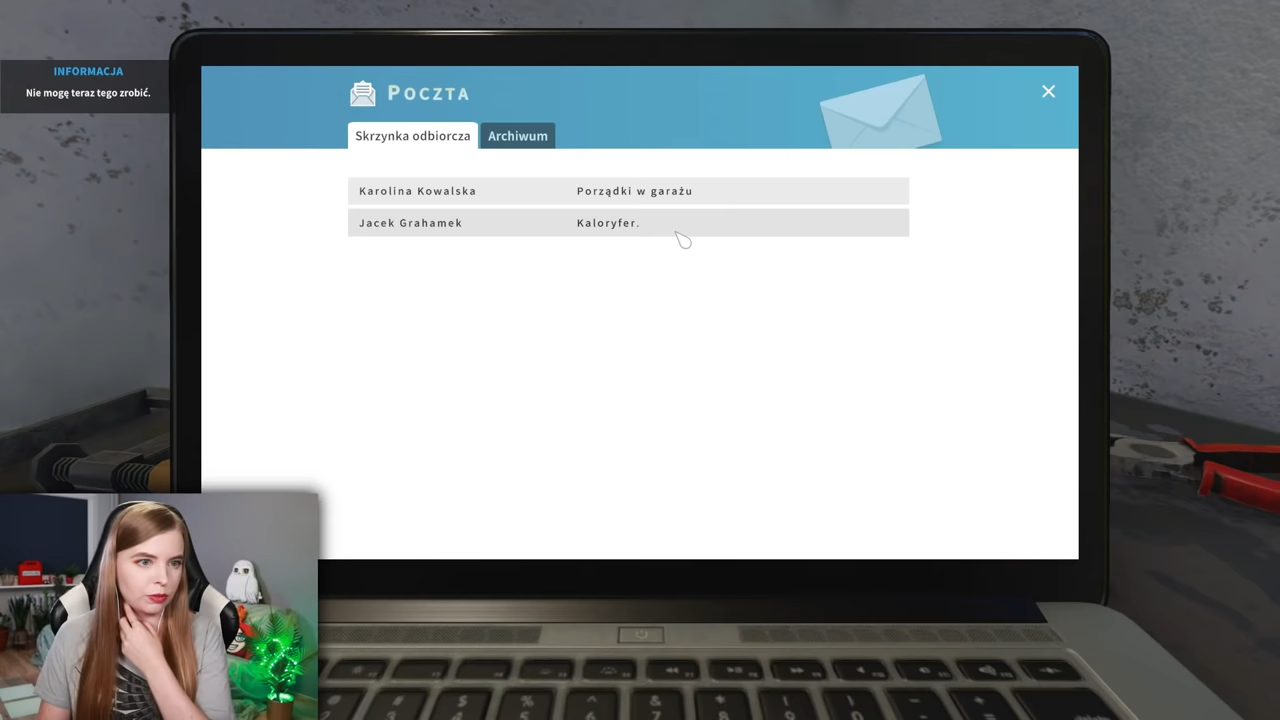 INFORMACJA
Nie mogę teraz tego zrobić.
POCZTA
Skrzynka odbiorcza Archiwum
Karolina Kowalska Porządki w garażu
Jacek Grahamek Kaloryfer.